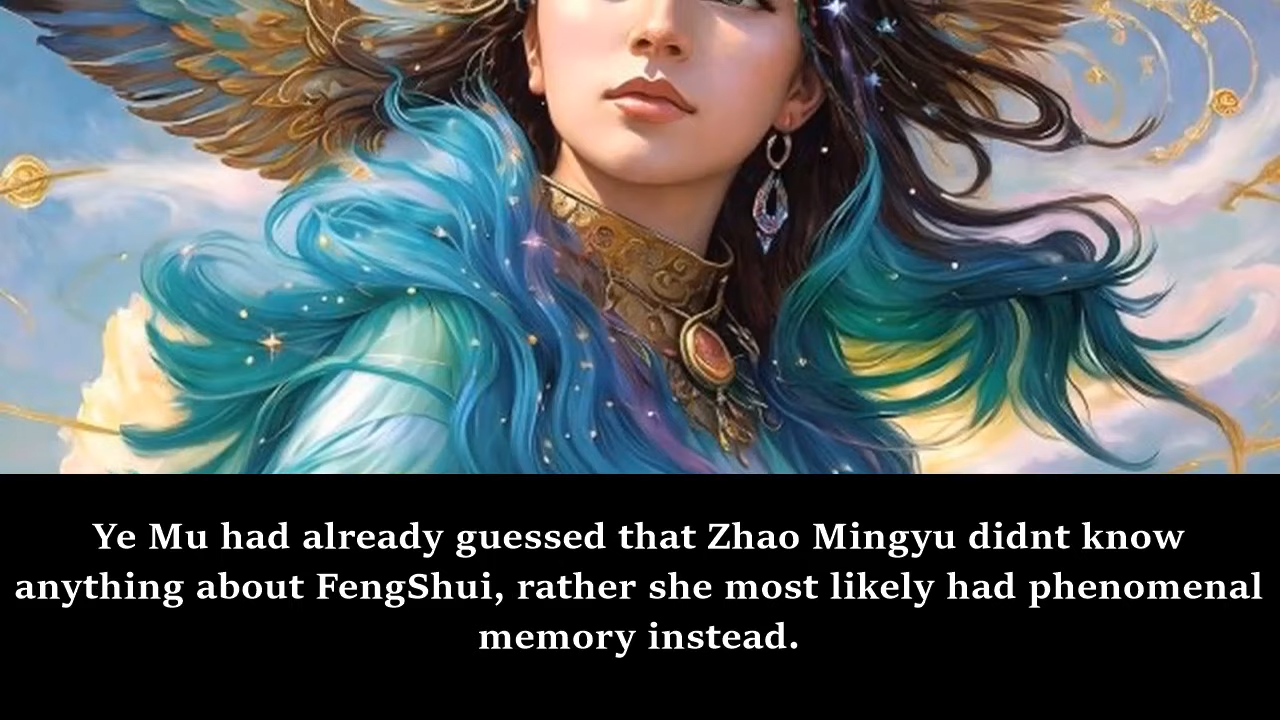 Ye Mu had already guessed that Zhao Mingyu didnt know
anything about FengShui, rather she most likely had phenomenal
memory instead.